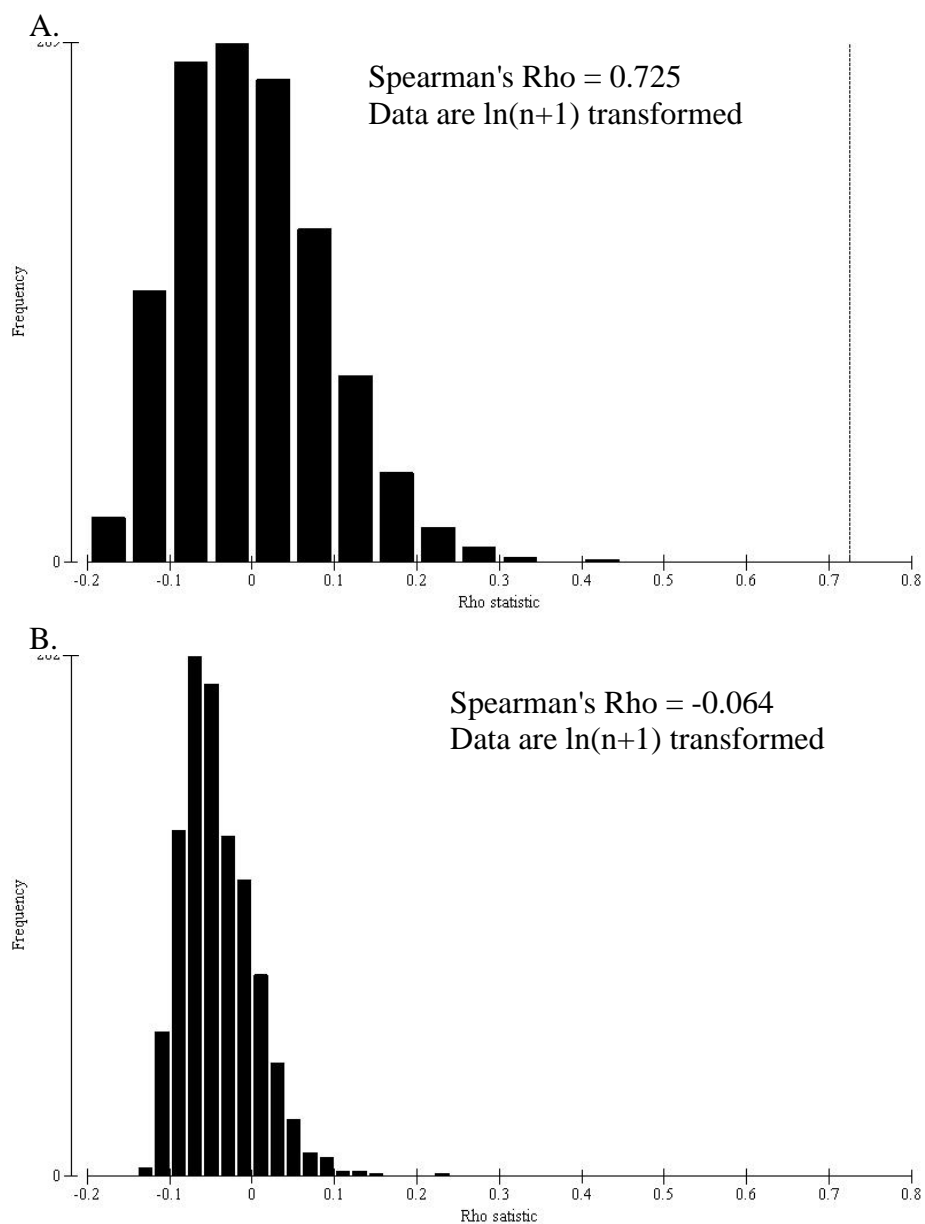 A.
Spearman's Rho = 0.725
Data are ln(n+1) transformed
Frequency
0
-0.2 -0.1 0 0.1 0.2 0.3 0.4 0.5 0.6 0.7 0.8
Rho statistic
B.
Spearman's Rho = -0.064
Data are ln(n+1) transformed
Frequency
0
-0.2 -0.1 0 0.1 0.2 0.3 0.4 0.5 0.6 0.7 0.8
Rho satistic